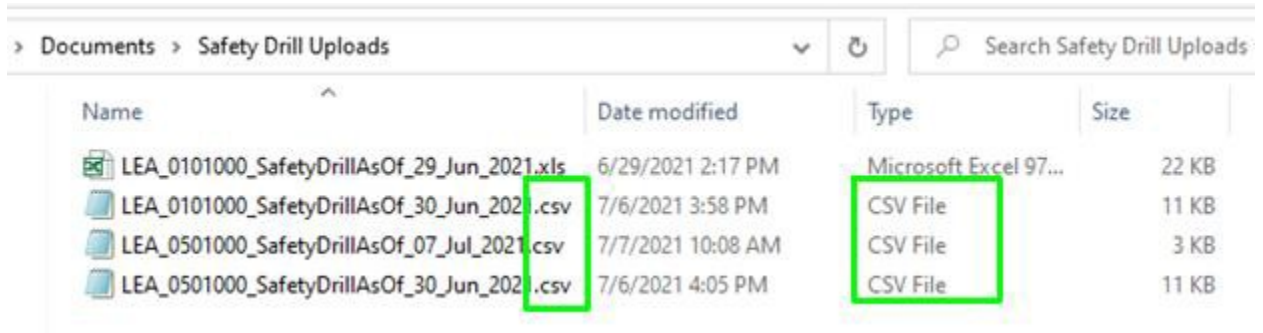 > Documents > Safety Drill Uploads Search Safety Drill Uploads
Name Date modified Type Size
LEA_0101000_SafetyDrillAsOf_29_Jun_2021.xls 6/29/2021 2:17 PM Microsoft Excel 97... 22 KB
LEA_0101000_SafetyDrillAsOf_30_Jun_2021.csv 7/6/2021 3:58 PM CSV File 11 KB
LEA_0501000_SafetyDrillAsOf_07_Jul_2021.csv 7/7/2021 10:08 AM CSV File 3 KB
LEA_0501000_SafetyDrillAsOf_30_Jun_2021.csv 7/6/2021 4:05 PM CSV File 11 KB